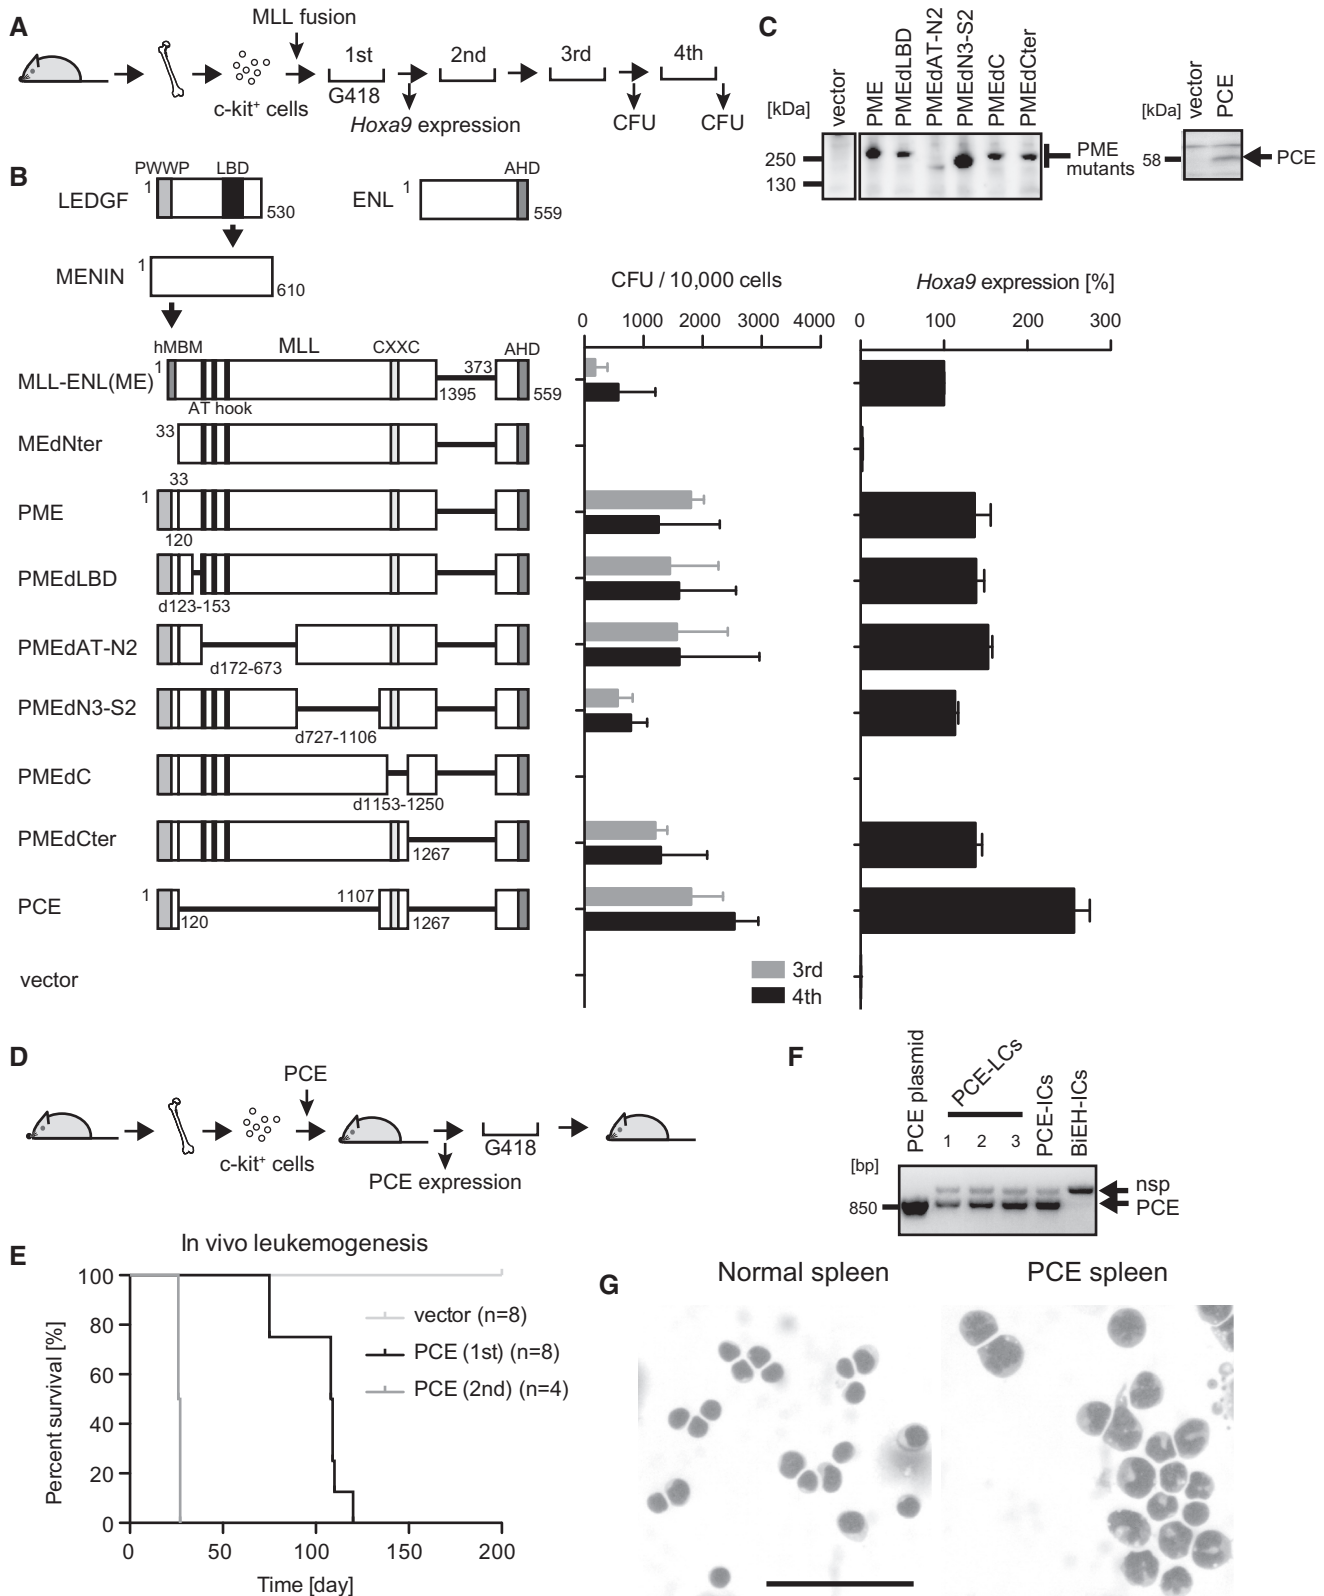 A
MLL fusion
1st
2nd
3rd
4th
c-kit⁺ cells
G418
Hoxa9 expression
CFU
CFU
C
[kDa]
vector
PME
PMEdLBD
PMEdAT-N2
PMEdN3-S2
PMEdC
PMEdCter
250
130
PME
mutants
[kDa]
vector
PCE
58
PCE
B
PWWP
LBD
1
LEDGF
530
AHD
ENL
1
559
MENIN
1
610
CFU / 10,000 cells
0 1000 2000 3000 4000
Hoxa9 expression [%]
0 100 200 300
hMBM
MLL
CXXC
AHD
1
373
MLL-ENL(ME)
1395
559
AT hook
33
MEdNter
33
1
PME
120
PMEdLBD
d123-153
PMEdAT-N2
d172-673
PMEdN3-S2
d727-1106
PMEdC
d1153-1250
PMEdCter
1267
1
1107
PCE
120
1267
vector
3rd
4th
D
PCE
c-kit⁺ cells
G418
PCE expression
F
PCE plasmid
PCE-LCs
1 2 3
PCE-ICs
BiEH-ICs
[bp]
850
nsp
PCE
E
In vivo leukemogenesis
Percent survival [%]
100
80
60
40
20
0
vector (n=8)
PCE (1st) (n=8)
PCE (2nd) (n=4)
0 50 100 150 200
Time [day]
G
Normal spleen
PCE spleen